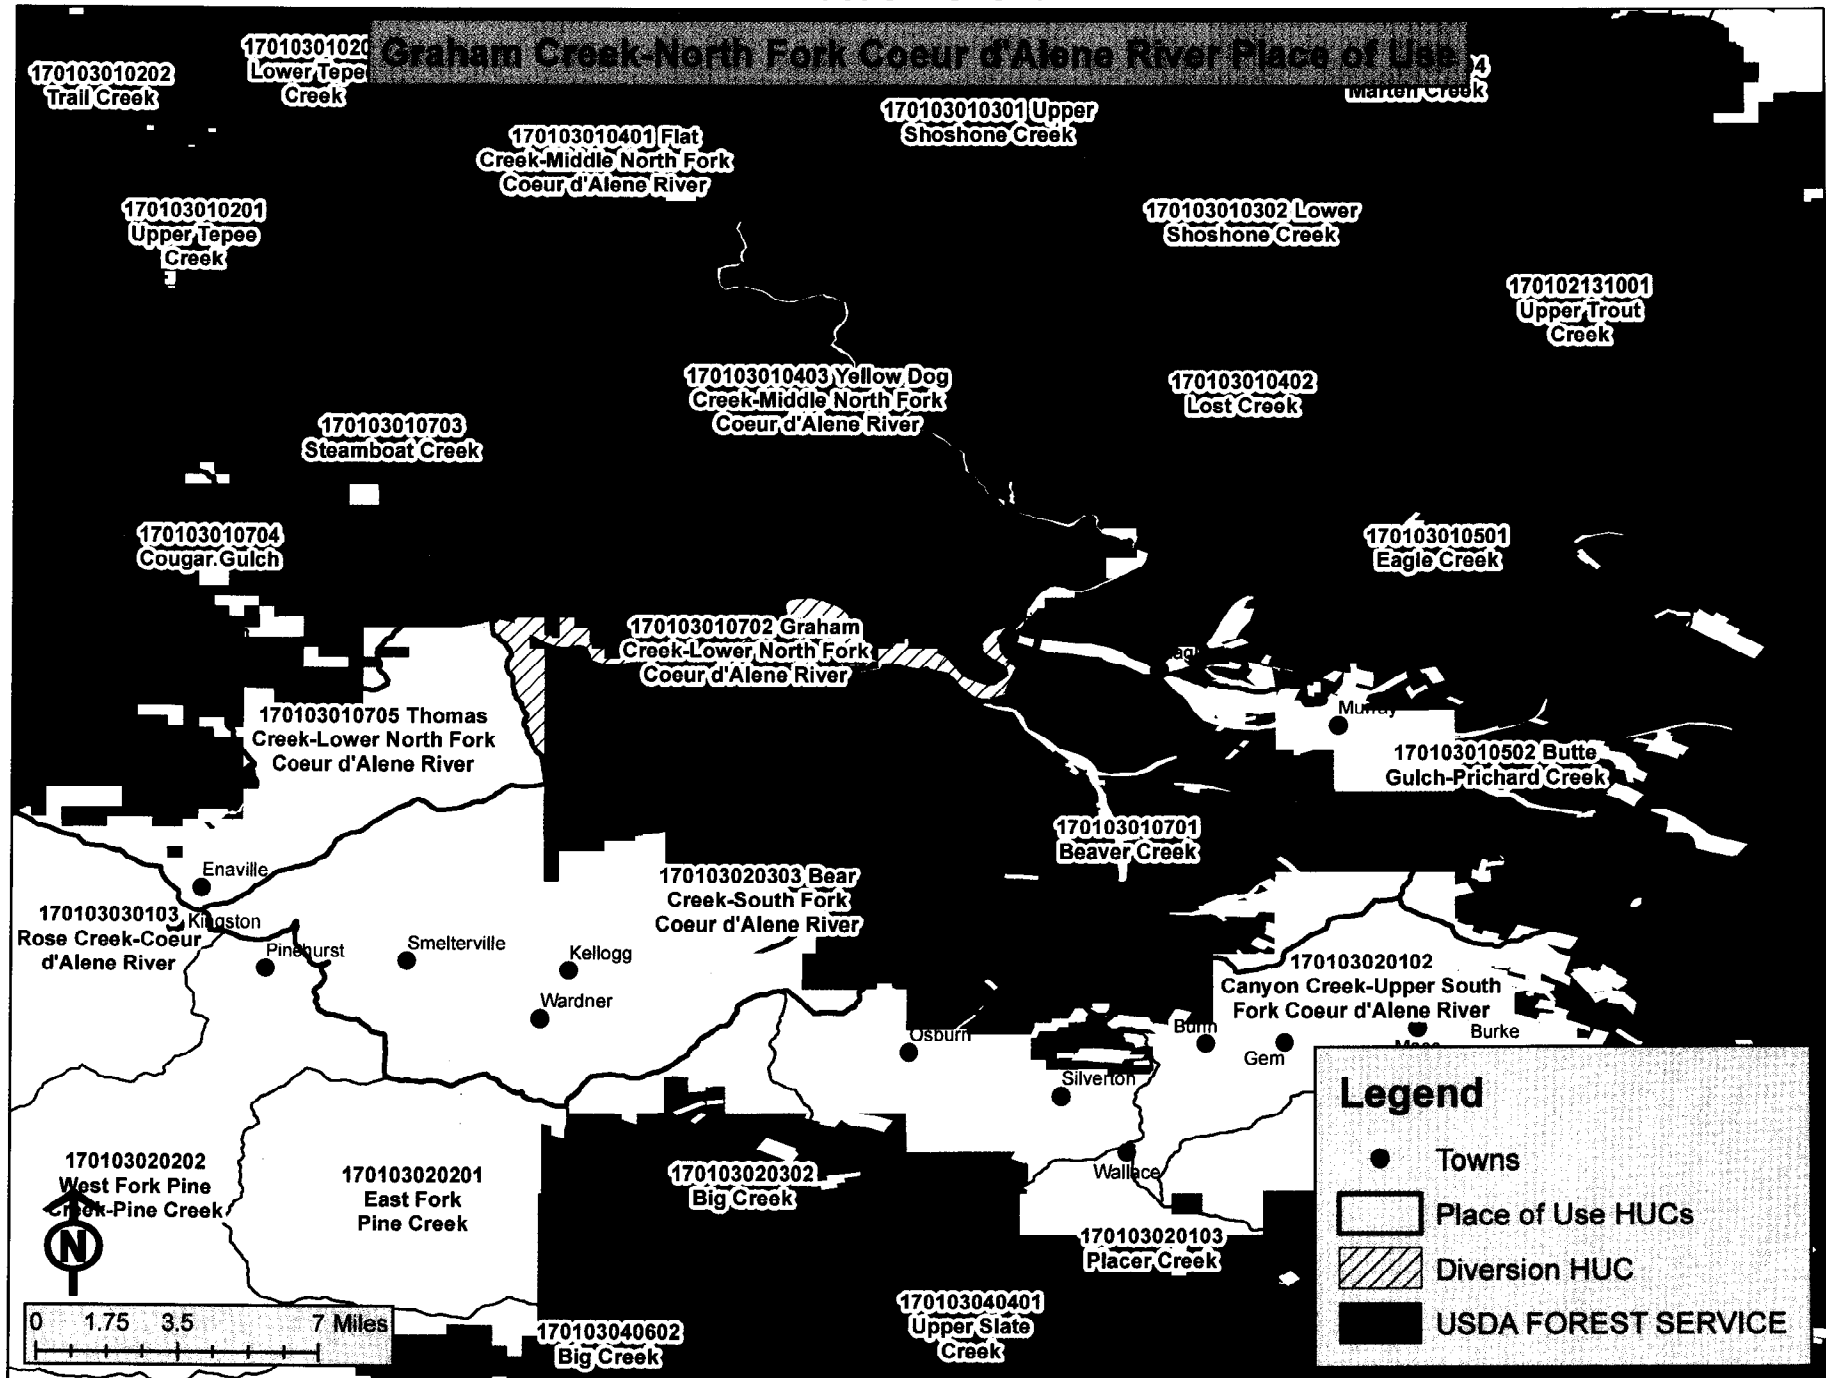 Graham Creek-North Fork Coeur d'Alene River Place of Use
170103010202
Trail Creek
17010301020
Lower Tepe
Creek
170103010401 Flat
Creek-Middle North Fork
Coeur d'Alene River
170103010301 Upper
Shoshone Creek
4
Marten Creek
170103010201
Upper Tepee
Creek
170103010302 Lower
Shoshone Creek
170102131001
Upper Trout
Creek
170103010403 Yellow Dog
Creek-Middle North Fork
Coeur d'Alene River
170103010402
Lost Creek
170103010703
Steamboat Creek
170103010704
Cougar Gulch
170103010501
Eagle Creek
170103010702 Graham
Creek-Lower North Fork
Coeur d'Alene River
170103010705 Thomas
Creek-Lower North Fork
Coeur d'Alene River
Murray
170103010502 Butte
Gulch-Prichard Creek
170103010701
Beaver Creek
Enaville
170103020303 Bear
Creek-South Fork
Coeur d'Alene River
170103030103
Rose Creek-Coeur
d'Alene River
Kingston
Pinehurst
Smelterville
Kellogg
Wardner
170103020102
Canyon Creek-Upper South
Fork Coeur d'Alene River
Osburn
Gem
Burke
Silverton
Wallace
170103020202
West Fork Pine
Creek-Pine Creek
170103020201
East Fork
Pine Creek
170103020302
Big Creek
170103020103
Placer Creek
170103040401
Upper Slate
Creek
170103040602
Big Creek
N
0 1.75 3.5 7 Miles
Legend
Towns
Place of Use HUCs
Diversion HUC
USDA FOREST SERVICE